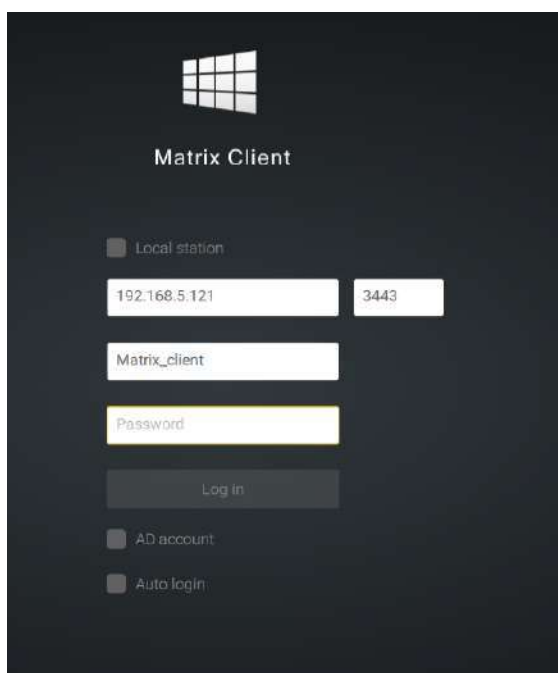 Matrix Client
Local station
192.168.5.121 3443
Matrix_client
Password
Log in
AD account
Auto login